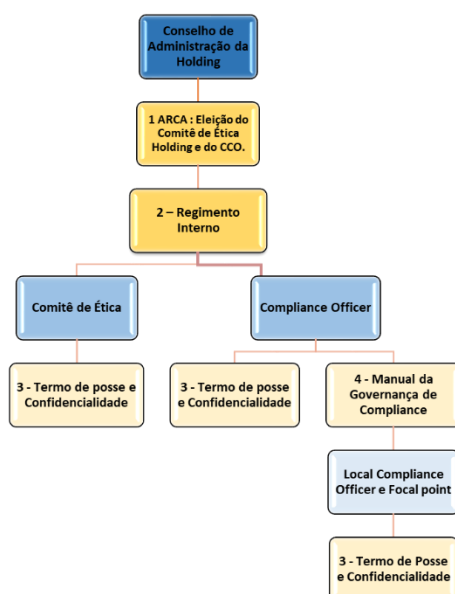 Conselho de
Administração da
Holding
1 ARCA : Eleição do
Comitê de Ética
Holding e do CCO.
2 – Regimento
Interno
Comitê de Ética
Compliance Officer
3 - Termo de posse e
Confidencialidade
3 - Termo de posse
e Confidencialidade
4 - Manual da
Governança de
Compliance
Local Compliance
Officer e Focal point
3 - Termo de Posse
e Confidencialidade